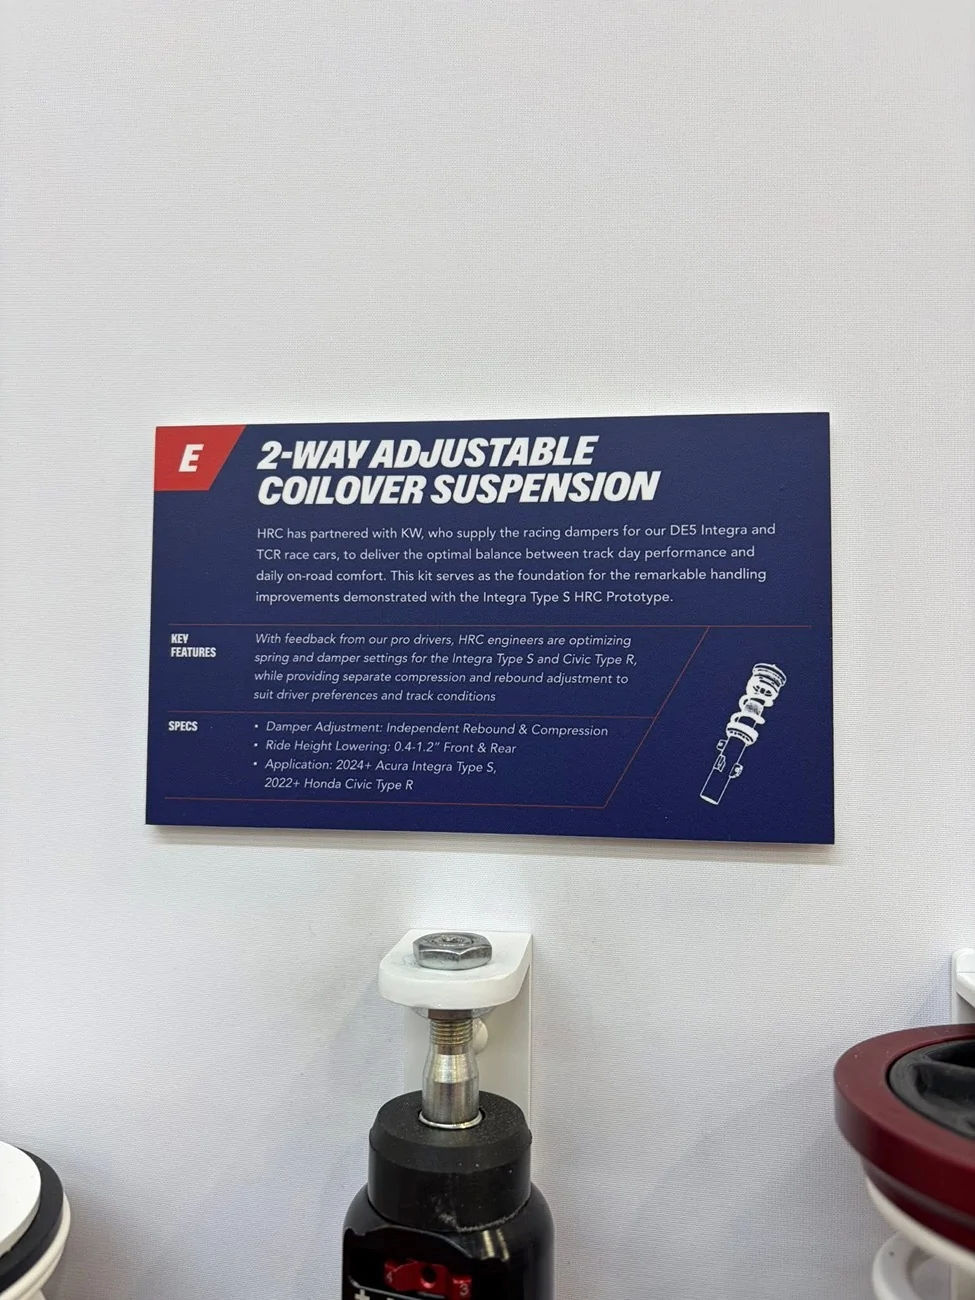 E
2-WAY ADJUSTABLE
COILOVER SUSPENSION
HRC has partnered with KW, who supply the racing dampers for our DE5 Integra and
TCR race cars, to deliver the optimal balance between track day performance and
daily on-road comfort. This kit serves as the foundation for the remarkable handling
improvements demonstrated with the Integra Type S HRC Prototype.
KEY
FEATURES
With feedback from our pro drivers, HRC engineers are optimizing
spring and damper settings for the Integra Type S and Civic Type R,
while providing separate compression and rebound adjustment to
suit driver preferences and track conditions
SPECS
• Damper Adjustment: Independent Rebound & Compression
• Ride Height Lowering: 0.4-1.2" Front & Rear
• Application: 2024+ Acura Integra Type S,
2022+ Honda Civic Type R
3
+